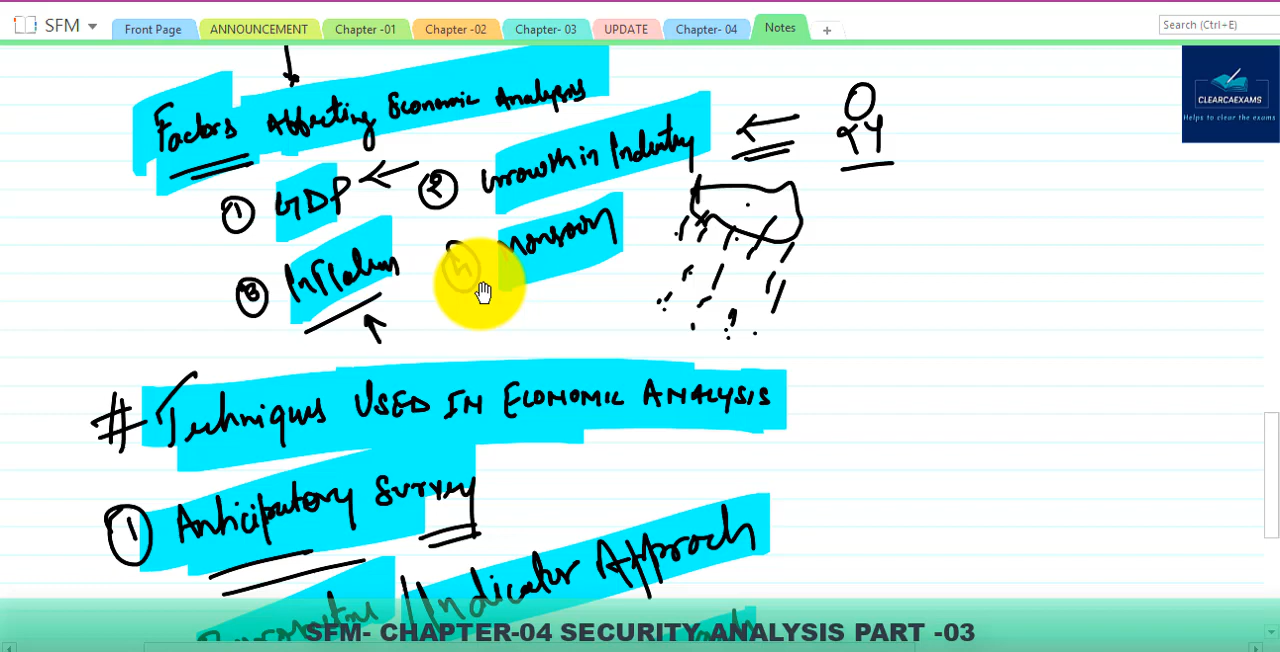 SFM
Front Page
ANNOUNCEMENT
Chapter -01
Chapter -02
Chapter -03
UPDATE
Chapter- 04
Notes
+
Search (Ctrl+E)
CLEARCAEXAMS
Helps to clear the exams
Factors Affecting Economic Analysis
① GDP ② Growth in Industry
③ Inflation ④ monsoon
# Techniques USED IN ECONOMIC ANALYSIS
① Anticipatory Survey
/Indicator Approach
SFM- CHAPTER-04 SECURITY ANALYSIS PART -03